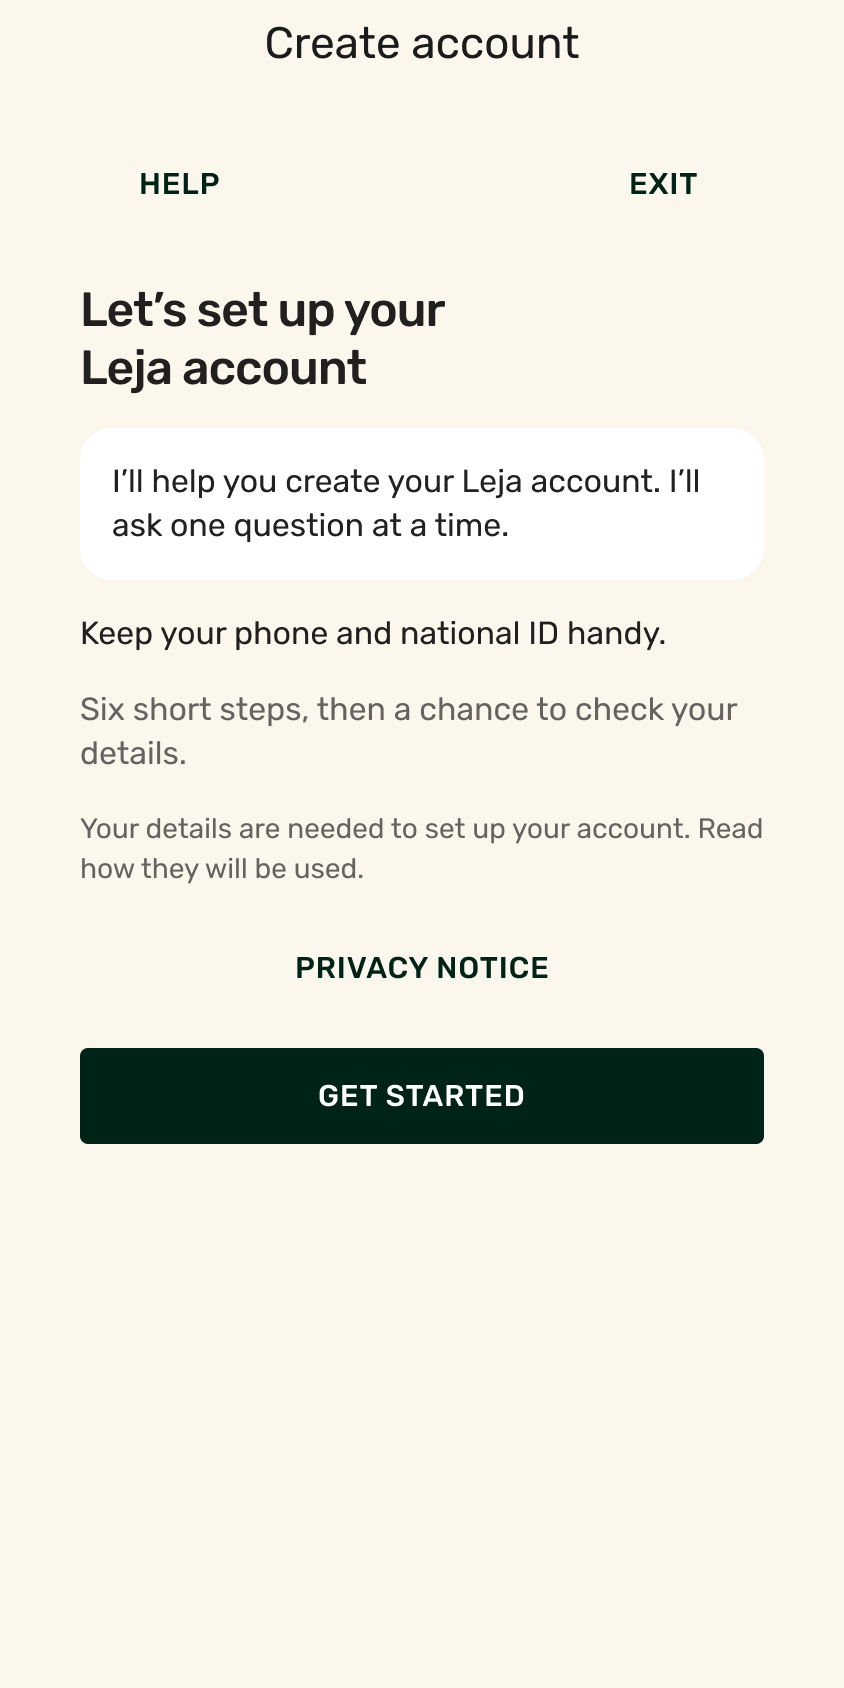 Create account
HELP
EXIT
Let’s set up your
Leja account
I’ll help you create your Leja account. I’ll
ask one question at a time.
Keep your phone and national ID handy.
Six short steps, then a chance to check your
details.
Your details are needed to set up your account. Read
how they will be used.
PRIVACY NOTICE
GET STARTED